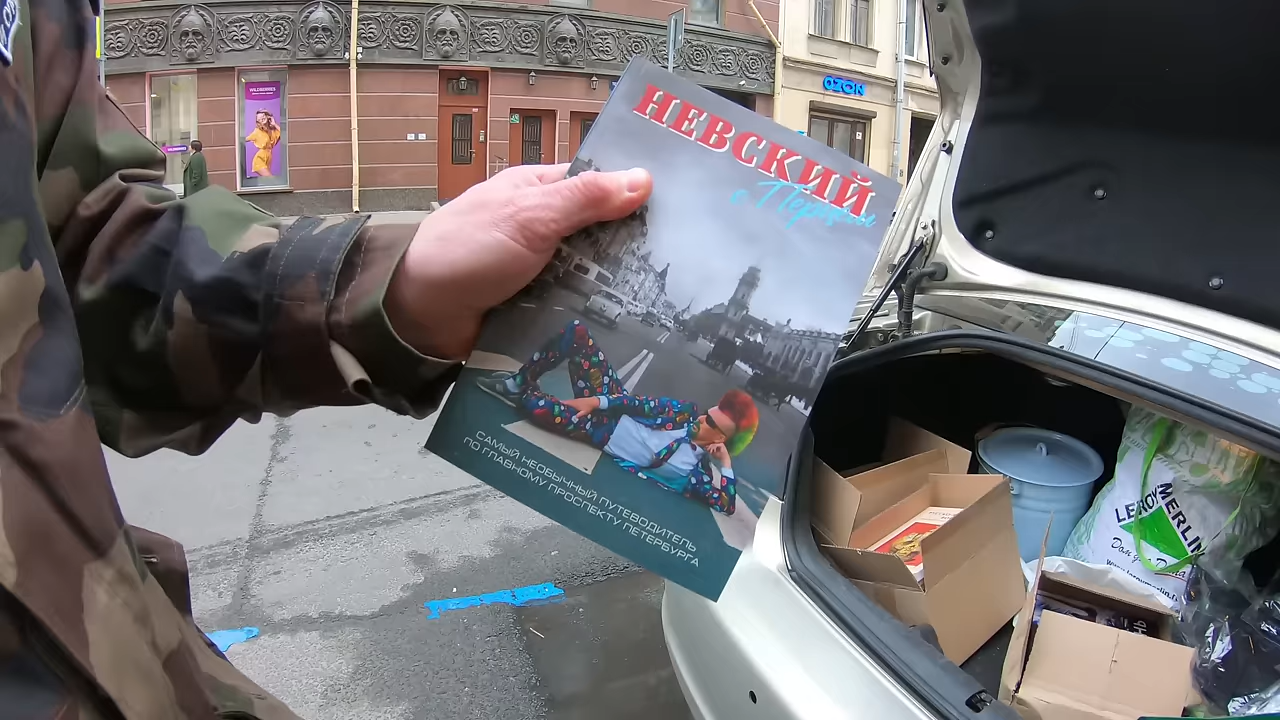 WILDBERRIES
OZON
НЕВСКИЙ
с Перцем
САМЫЙ НЕОБЫЧНЫЙ ПУТЕВОДИТЕЛЬ
ПО ГЛАВНОМУ ПРОСПЕКТУ ПЕТЕРБУРГА
LEROY MERLIN